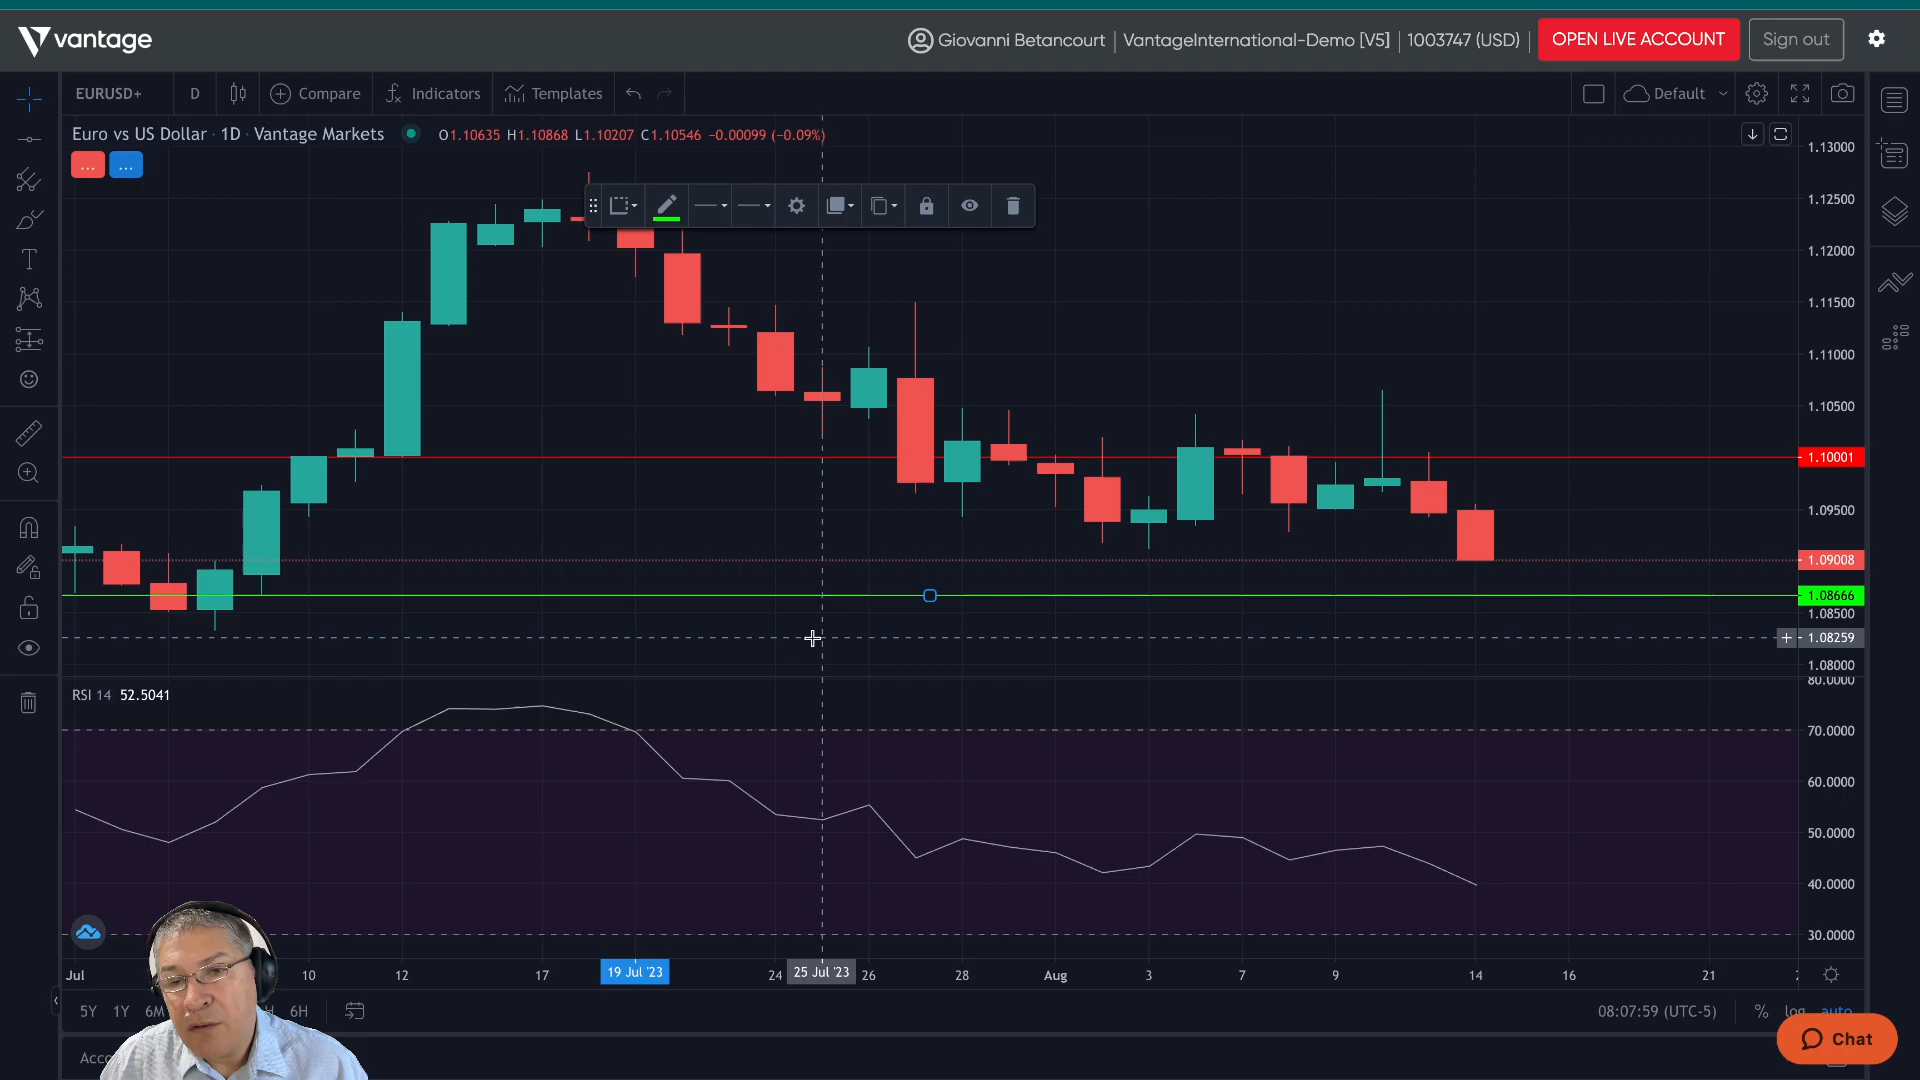 vantage
Giovanni Betancourt
VantageInternational-Demo [V5]
1003747 (USD)
OPEN LIVE ACCOUNT
Sign out
EURUSD+
D
Compare
Indicators
Templates
Default
Euro vs US Dollar · 1D · Vantage Markets
O1.10635 H1.10868 L1.10207 C1.10546 −0.00099 (−0.09%)
...
...
1.13000
1.12500
1.12000
1.11500
1.11000
1.10500
1.10001
1.09500
1.09008
1.08666
1.08500
1.08259
1.08000
RSI 14 52.5041
80.0000
70.0000
60.0000
50.0000
40.0000
30.0000
Jul
10
12
17
19 Jul '23
24
25 Jul '23
26
28
Aug
3
7
9
14
16
21
5Y
1Y
6M
6H
08:07:59 (UTC-5)
%
log
auto
Chat